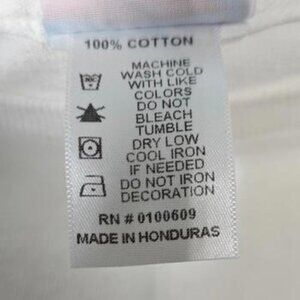 100% COTTON
MACHINE
WASH COLD
WITH LIKE
COLORS
DO NOT
BLEACH
TUMBLE
DRY LOW
COOL IRON
IF NEEDED
DO NOT IRON
DECORATION
RN # 0100609
MADE IN HONDURAS